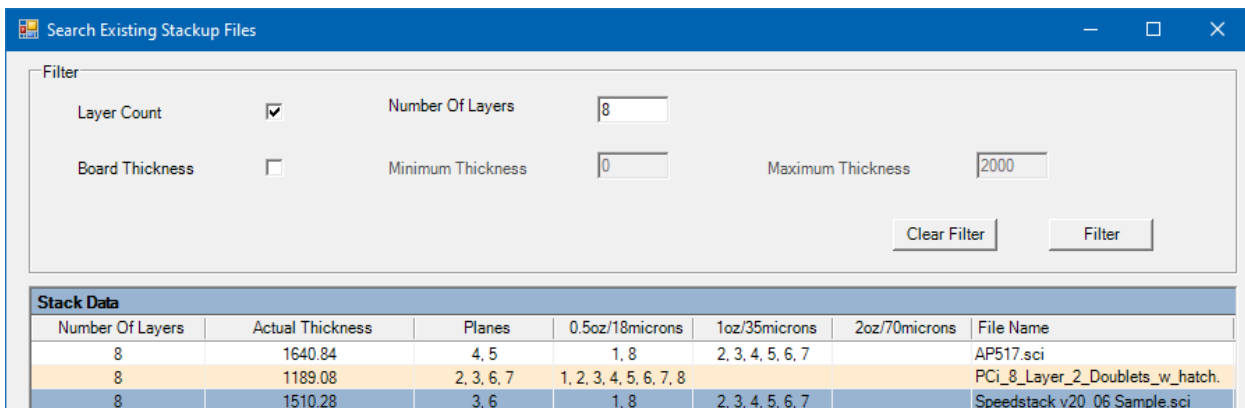 Search Existing Stackup Files
Filter
Layer Count Number Of Layers 8
Board Thickness Minimum Thickness 0 Maximum Thickness 2000
Clear Filter Filter
Stack Data
Number Of Layers Actual Thickness Planes 0.5oz/18microns 1oz/35microns 2oz/70microns File Name
8 1640.84 4, 5 1, 8 2, 3, 4, 5, 6, 7 AP517.sci
8 1189.08 2, 3, 6, 7 1, 2, 3, 4, 5, 6, 7, 8 PCi_8_Layer_2_Doublets_w_hatch.
8 1510.28 3, 6 1, 8 2, 3, 4, 5, 6, 7 Speedstack v20_06 Sample.sci